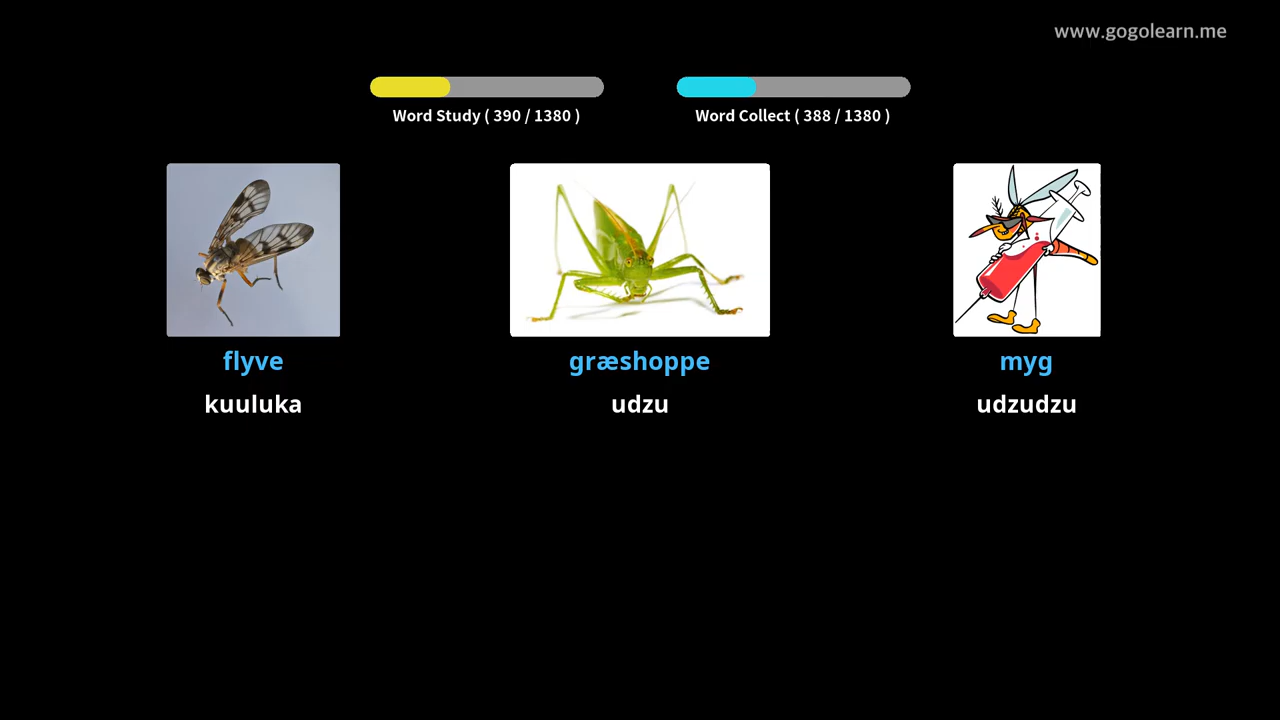 www.gogolearn.me
Word Study ( 390 / 1380 )
Word Collect ( 388 / 1380 )
flyve
græshoppe
myg
kuuluka
udzu
udzudzu